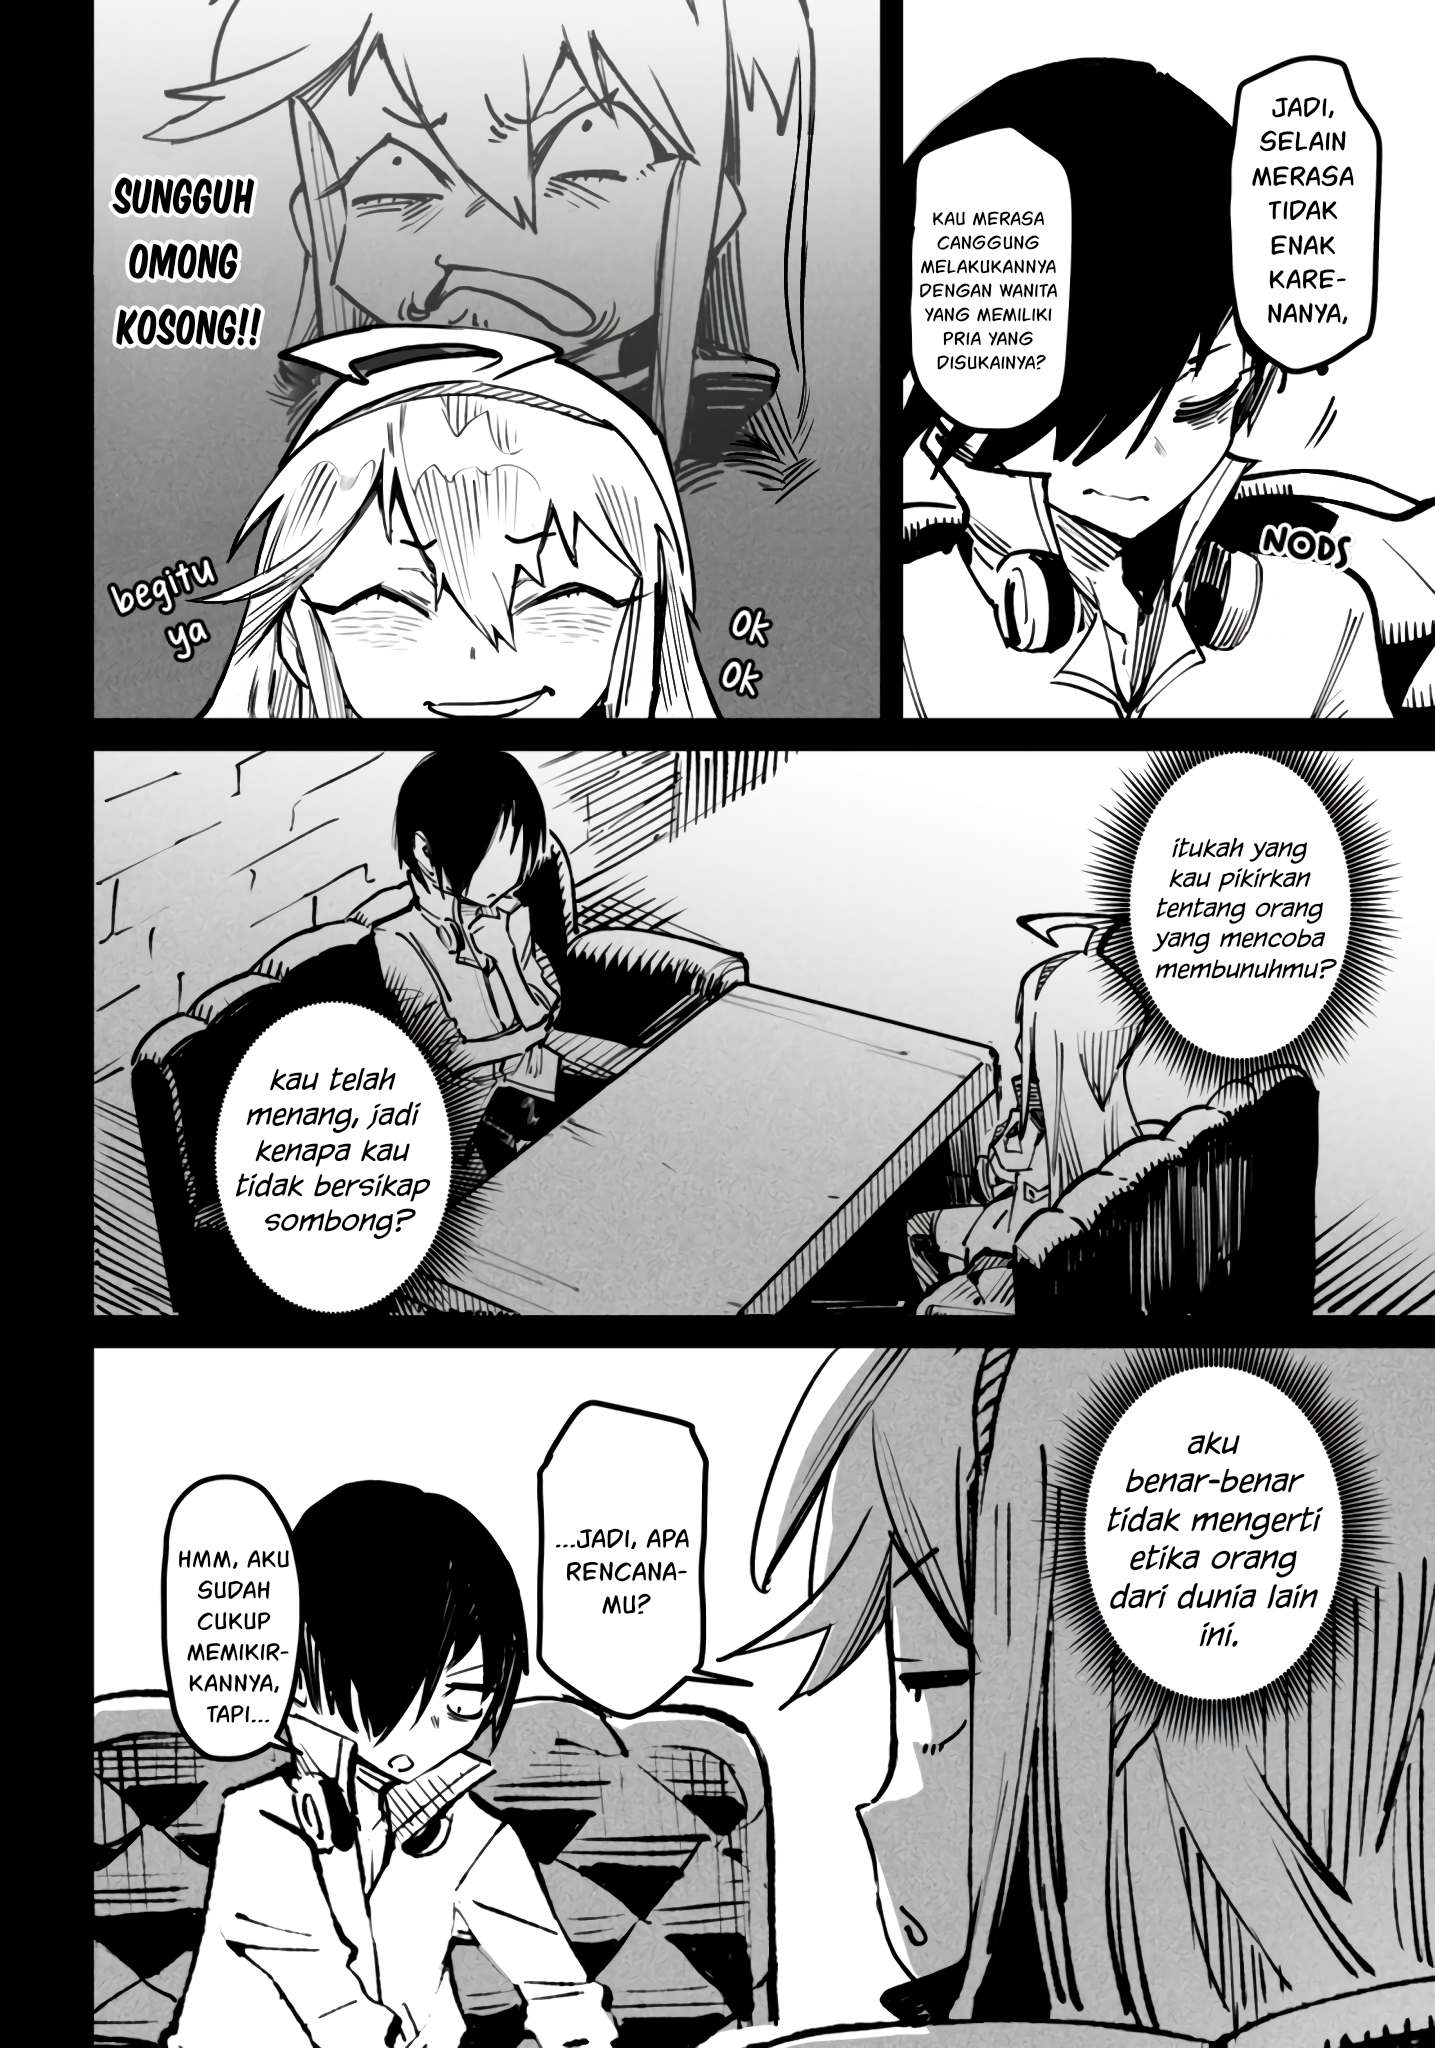 JADI,
SELAIN
MERASA
TIDAK
ENAK
KARE-
NANYA,
KAU MERASA
CANGGUNG
MELAKUKANNYA
DENGAN WANITA
YANG MEMILIKI
PRIA YANG
DISUKAINYA?
NODS
SUNGGUH
OMONG
KOSONG!!
begitu
ya
Ok
Ok
itukah yang
kau pikirkan
tentang orang
yang mencoba
membunuhmu?
kau telah
menang, jadi
kenapa kau
tidak bersikap
sombong?
aku
benar-benar
tidak mengerti
etika orang
dari dunia lain
ini.
...JADI, APA
RENCANA-
MU?
HMM, AKU
SUDAH
CUKUP
MEMIKIR-
KANNYA,
TAPI...